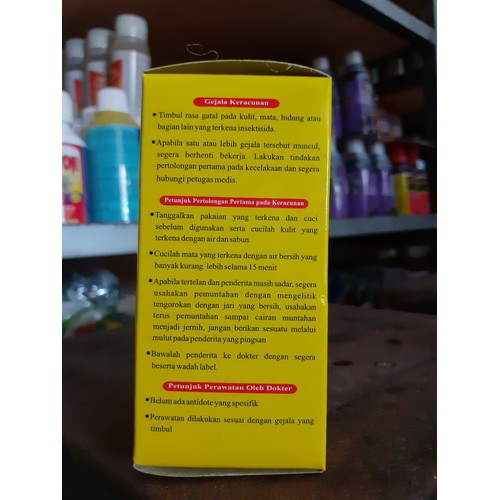 Gejala Keracunan
• Timbul rasa gatal pada kulit, mata, hidung atau
bagian lain yang terkena insektisida.
• Apabila satu atau lebih gejala tersebut muncul,
segera berhenti bekerja. Lakukan tindakan
pertolongan pertama pada kecelakaan dan segera
hubungi petugas medis.
Petunjuk Pertolongan Pertama pada Keracunan
• Tanggalkan pakaian yang terkena dan cuci
sebelum digunakan serta cucilah kulit yang
terkena dengan air dan sabun.
• Cucilah mata yang terkena dengan air bersih yang
banyak kurang lebih selama 15 menit
• Apabila tertelan dan penderita masih sadar, segera
usahakan pemuntahan dengan mengelitik
tengorokan dengan jari yang bersih, usahakan
terus pemuntahan sampai cairan muntahan
menjadi jernih, jangan berikan sesuatu melalui
mulut pada penderita yang pingsan
• Bawalah penderita ke dokter dengan segera
beserta wadah label.
Petunjuk Perawatan Oleh Dokter
• Belum ada antidote yang spesifik
• Perawatan dilakukan sesuai dengan gejala yang
timbul